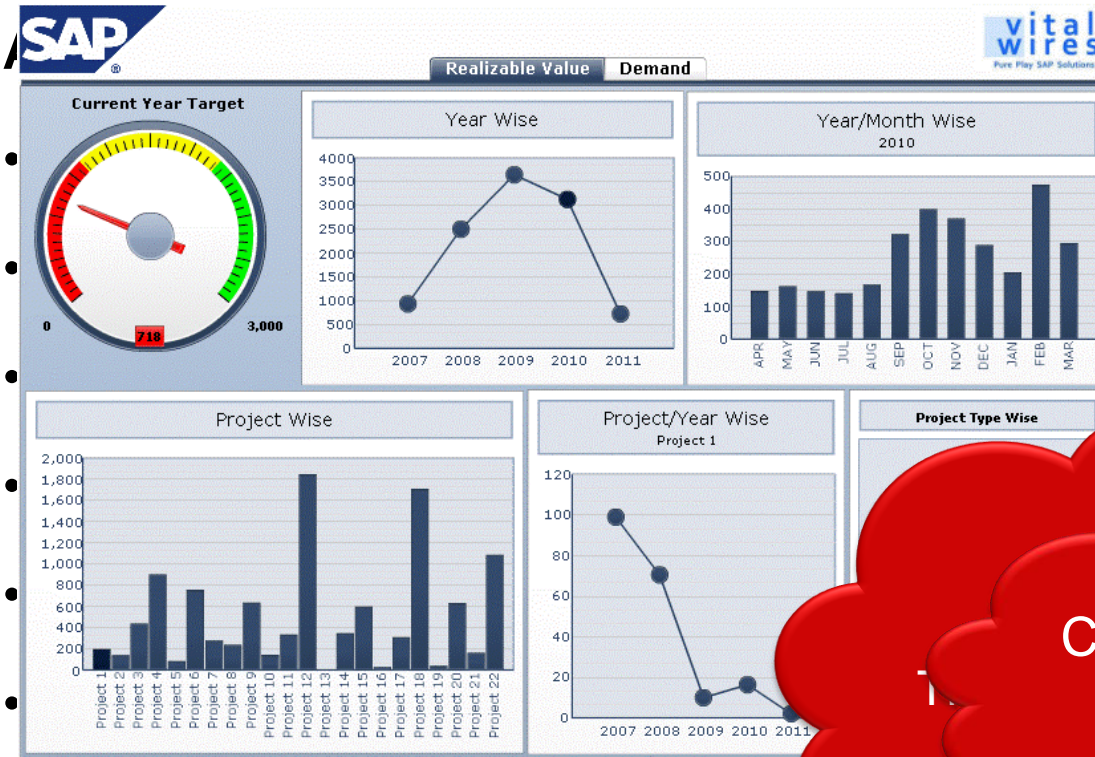 A
SAP
®
vital
wires
Pure Play SAP Solutions
Realizable Value
Demand
Current Year Target
0
3,000
718
Year Wise
4000
3500
3000
2500
2000
1500
1000
500
0
2007 2008 2009 2010 2011
Year/Month Wise
2010
500
400
300
200
100
0
APR MAY JUN JUL AUG SEP OCT NOV DEC JAN FEB MAR
Project Wise
2,000
1,800
1,600
1,400
1,200
1,000
800
600
400
200
0
Project 1 Project 2 Project 3 Project 4 Project 5 Project 6 Project 7 Project 8 Project 9 Project 10 Project 11 Project 12 Project 13 Project 14 Project 15 Project 16 Project 17 Project 18 Project 19 Project 20 Project 21 Project 22
Project/Year Wise
Project 1
120
100
80
60
40
20
0
2007 2008 2009 2010 2011
Project Type Wise
C